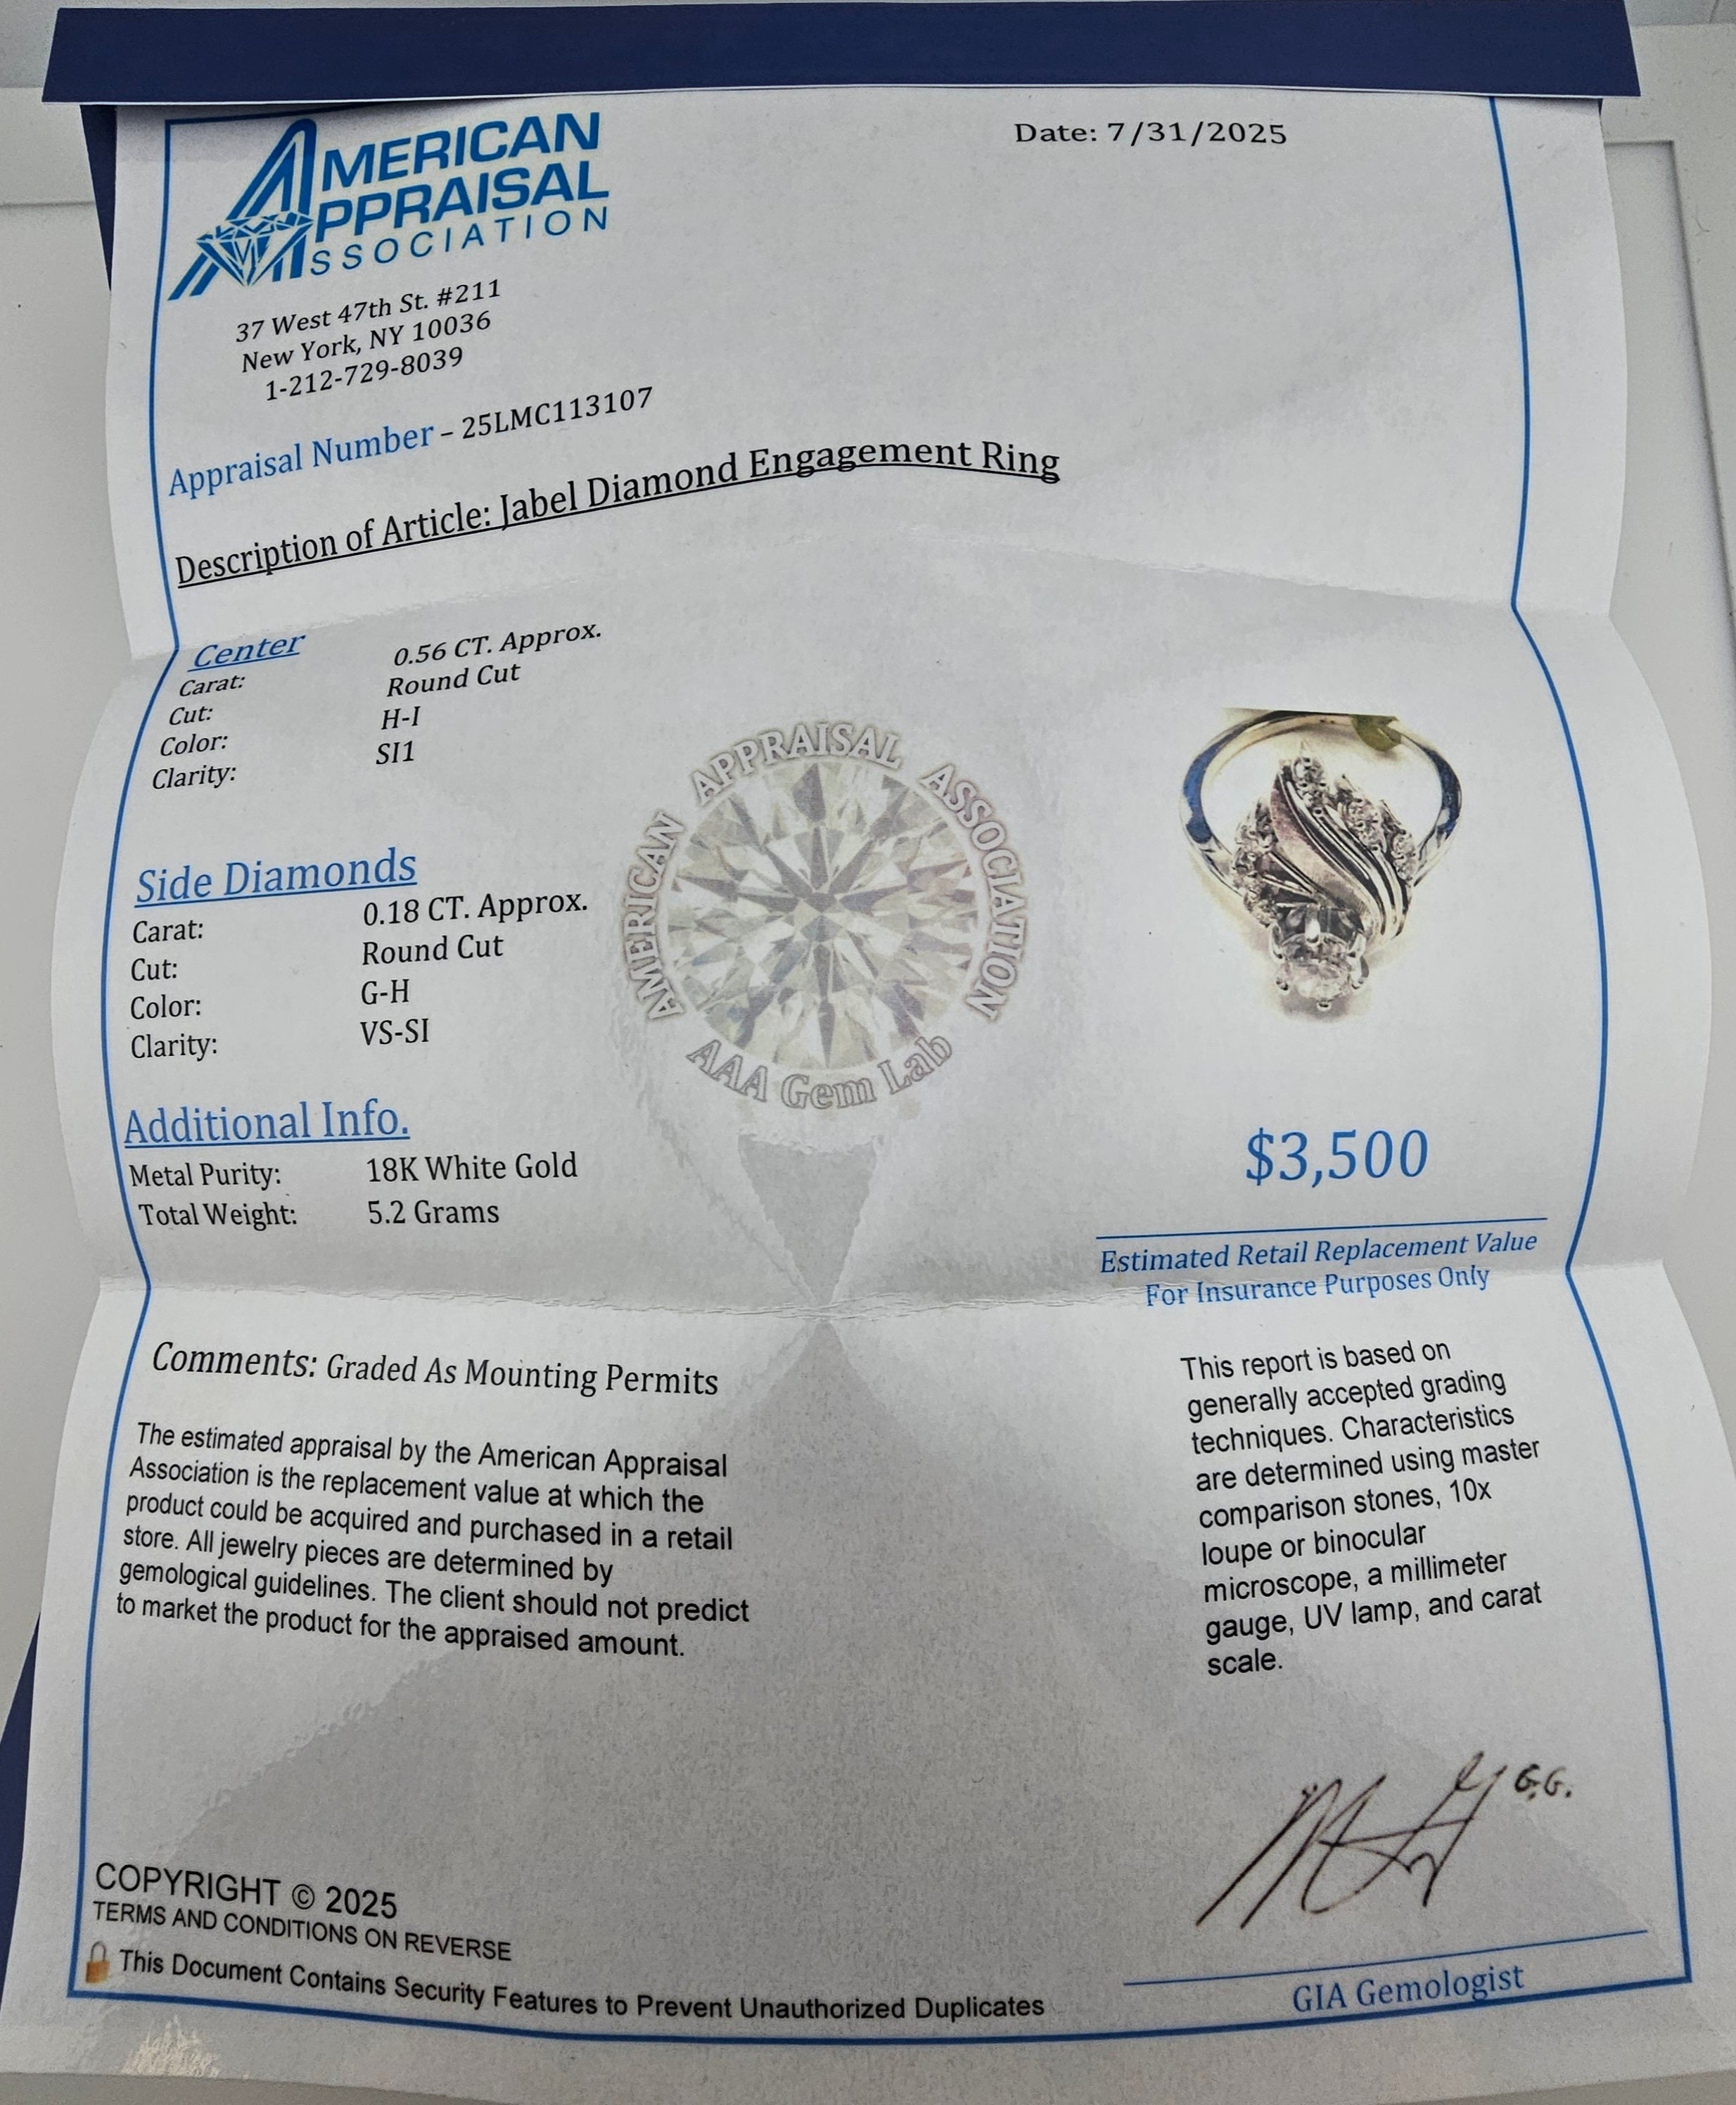 AMERICAN
APPRAISAL
ASSOCIATION
Date: 7/31/2025
37 West 47th St. #211
New York, NY 10036
1-212-729-8039
Appraisal Number – 25LMC113107
Description of Article: Jabel Diamond Engagement Ring
Center
Carat: 0.56 CT. Approx.
Cut: Round Cut
Color: H-I
Clarity: SI1
Side Diamonds
Carat: 0.18 CT. Approx.
Cut: Round Cut
Color: G-H
Clarity: VS-SI
AMERICAN APPRAISAL ASSOCIATION
AAA Gem Lab
Additional Info.
Metal Purity: 18K White Gold
Total Weight: 5.2 Grams
$3,500
Estimated Retail Replacement Value
For Insurance Purposes Only
Comments: Graded As Mounting Permits
The estimated appraisal by the American Appraisal
Association is the replacement value at which the
product could be acquired and purchased in a retail
store. All jewelry pieces are determined by
gemological guidelines. The client should not predict
to market the product for the appraised amount.
This report is based on
generally accepted grading
techniques. Characteristics
are determined using master
comparison stones, 10x
loupe or binocular
microscope, a millimeter
gauge, UV lamp, and carat
scale.
G.G.
GIA Gemologist
COPYRIGHT © 2025
TERMS AND CONDITIONS ON REVERSE
This Document Contains Security Features to Prevent Unauthorized Duplicates